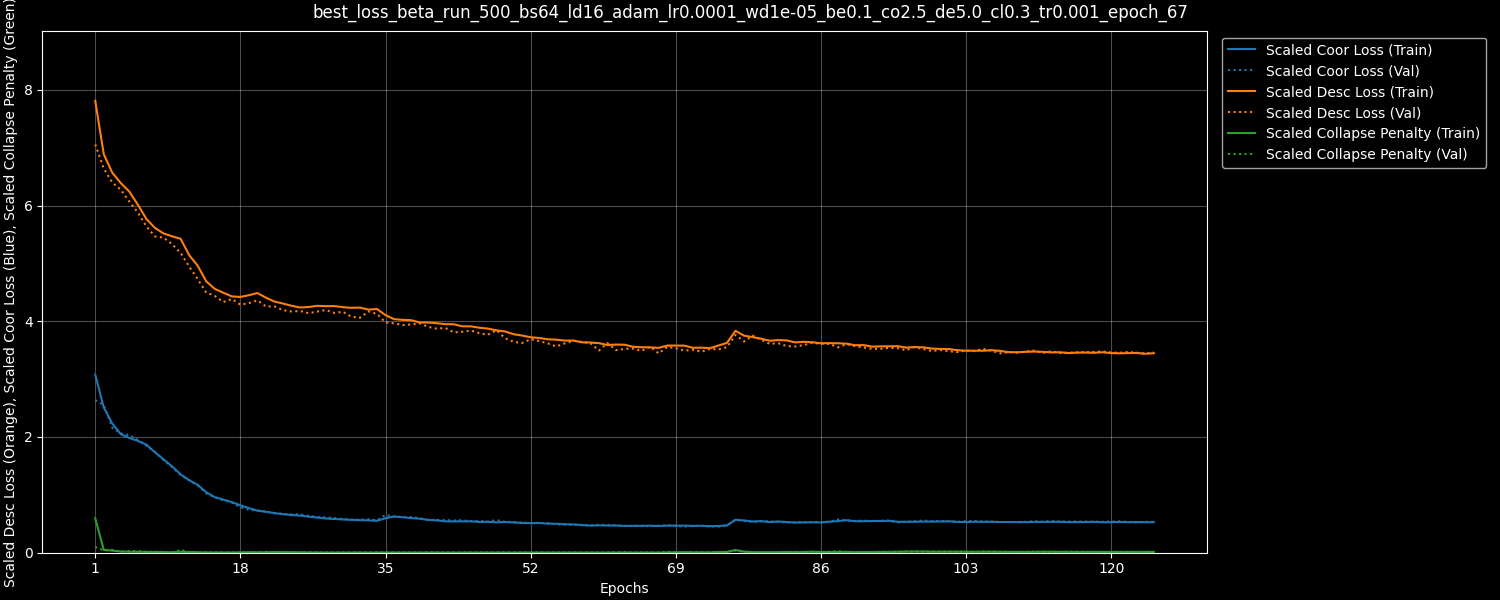 best_loss_beta_run_500_bs64_ld16_adam_lr0.0001_wd1e-05_be0.1_co2.5_de5.0_cl0.3_tr0.001_epoch_67
Scaled Desc Loss (Orange), Scaled Coor Loss (Blue), Scaled Collapse Penalty (Green)
8
6
4
2
0
1 18 35 52 69 86 103 120
Epochs
Scaled Coor Loss (Train)
Scaled Coor Loss (Val)
Scaled Desc Loss (Train)
Scaled Desc Loss (Val)
Scaled Collapse Penalty (Train)
Scaled Collapse Penalty (Val)